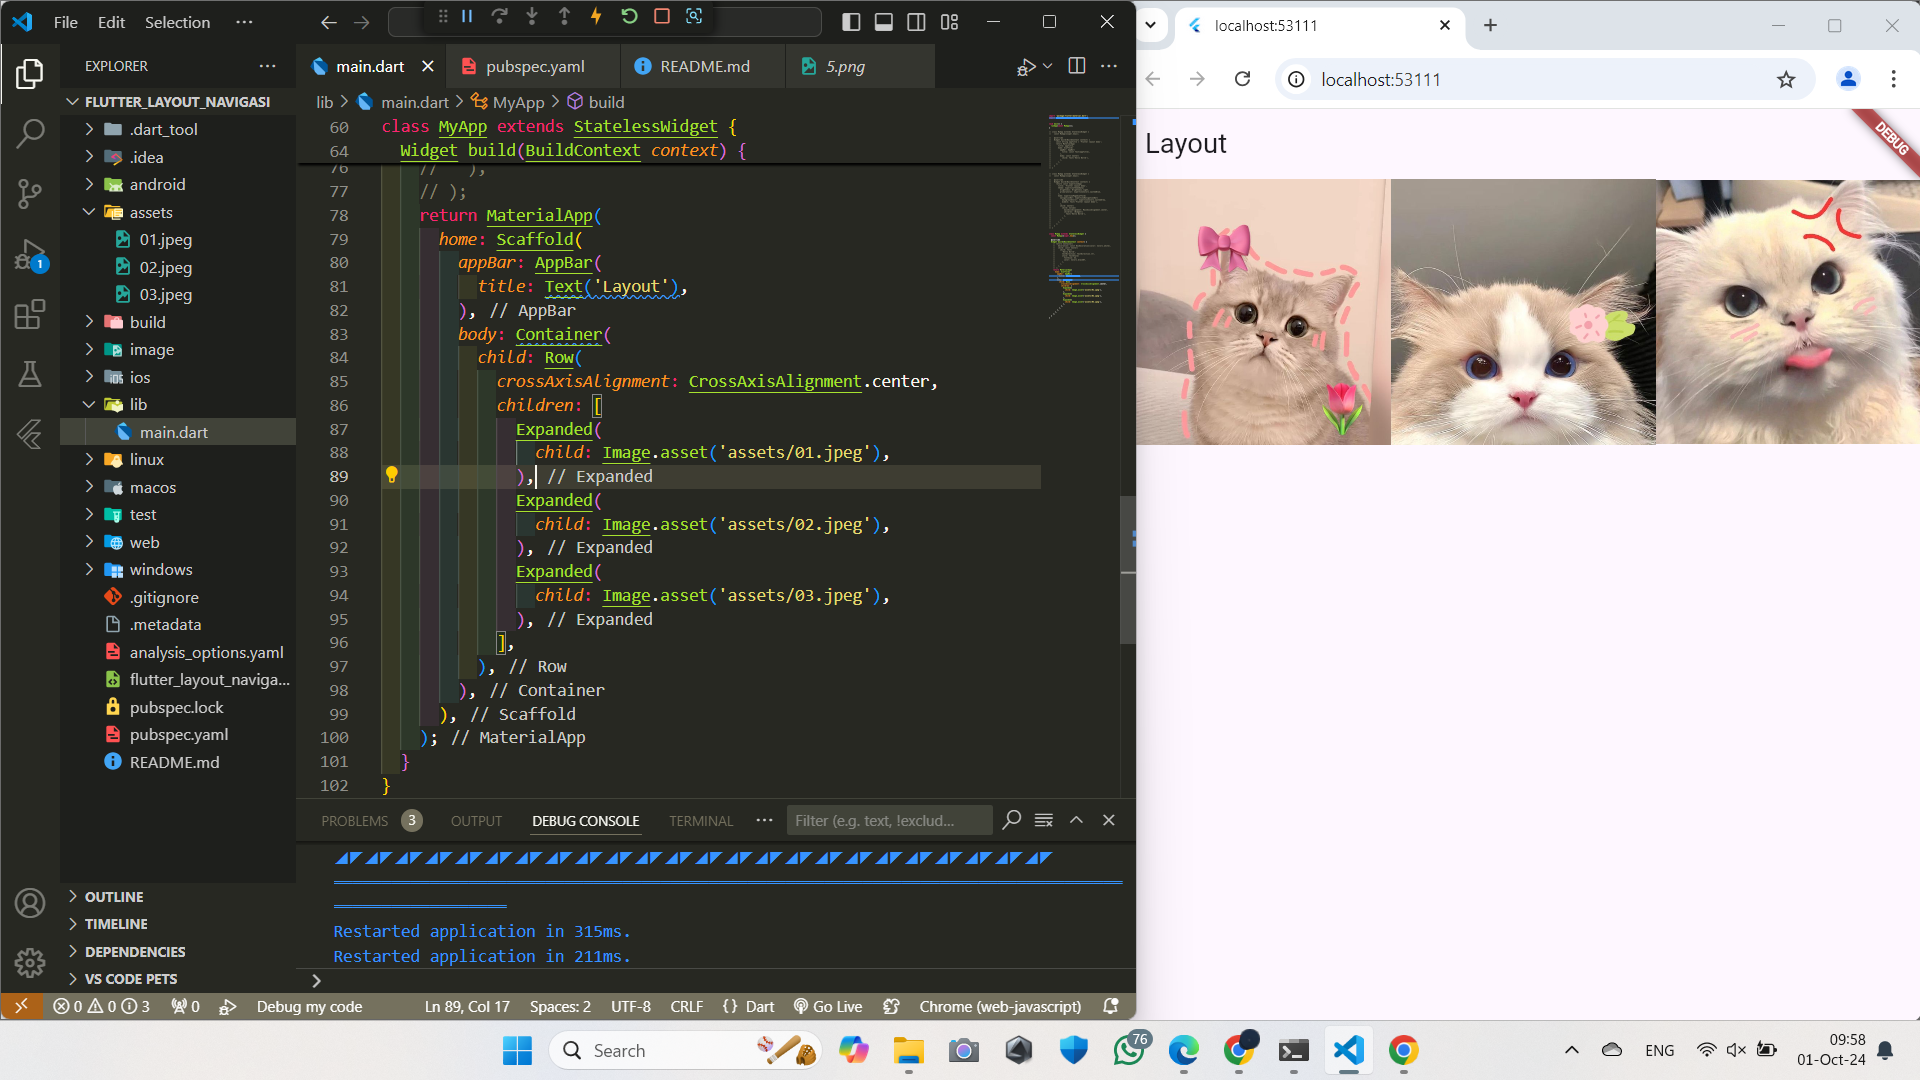 File Edit Selection ···
localhost:53111
EXPLORER ···
main.dart
pubspec.yaml
README.md
5.png
localhost:53111
FLUTTER_LAYOUT_NAVIGASI
lib > main.dart > MyApp > build
.dart_tool
.idea
android
assets
01.jpeg
02.jpeg
03.jpeg
build
image
ios
lib
main.dart
linux
macos
test
web
windows
.gitignore
.metadata
analysis_options.yaml
flutter_layout_naviga...
pubspec.lock
pubspec.yaml
README.md
OUTLINE
TIMELINE
DEPENDENCIES
VS CODE PETS
1
60 class MyApp extends StatelessWidget {
64 Widget build(BuildContext context) {
76 // ),
77 // );
78 return MaterialApp(
79 home: Scaffold(
80 appBar: AppBar(
81 title: Text('Layout'),
82 ), // AppBar
83 body: Container(
84 child: Row(
85 crossAxisAlignment: CrossAxisAlignment.center,
86 children: [
87 Expanded(
88 child: Image.asset('assets/01.jpeg'),
89 ), // Expanded
90 Expanded(
91 child: Image.asset('assets/02.jpeg'),
92 ), // Expanded
93 Expanded(
94 child: Image.asset('assets/03.jpeg'),
95 ), // Expanded
96 ],
97 ), // Row
98 ), // Container
99 ), // Scaffold
100 ); // MaterialApp
101 }
102 }
PROBLEMS 3 OUTPUT DEBUG CONSOLE TERMINAL ··· Filter (e.g. text, !exclud...
Restarted application in 315ms.
Restarted application in 211ms.
>
0 0 3 0 Debug my code Ln 89, Col 17 Spaces: 2 UTF-8 CRLF {} Dart Go Live Chrome (web-javascript)
Layout
DEBUG
Search
76
ENG
09:58
01-Oct-24